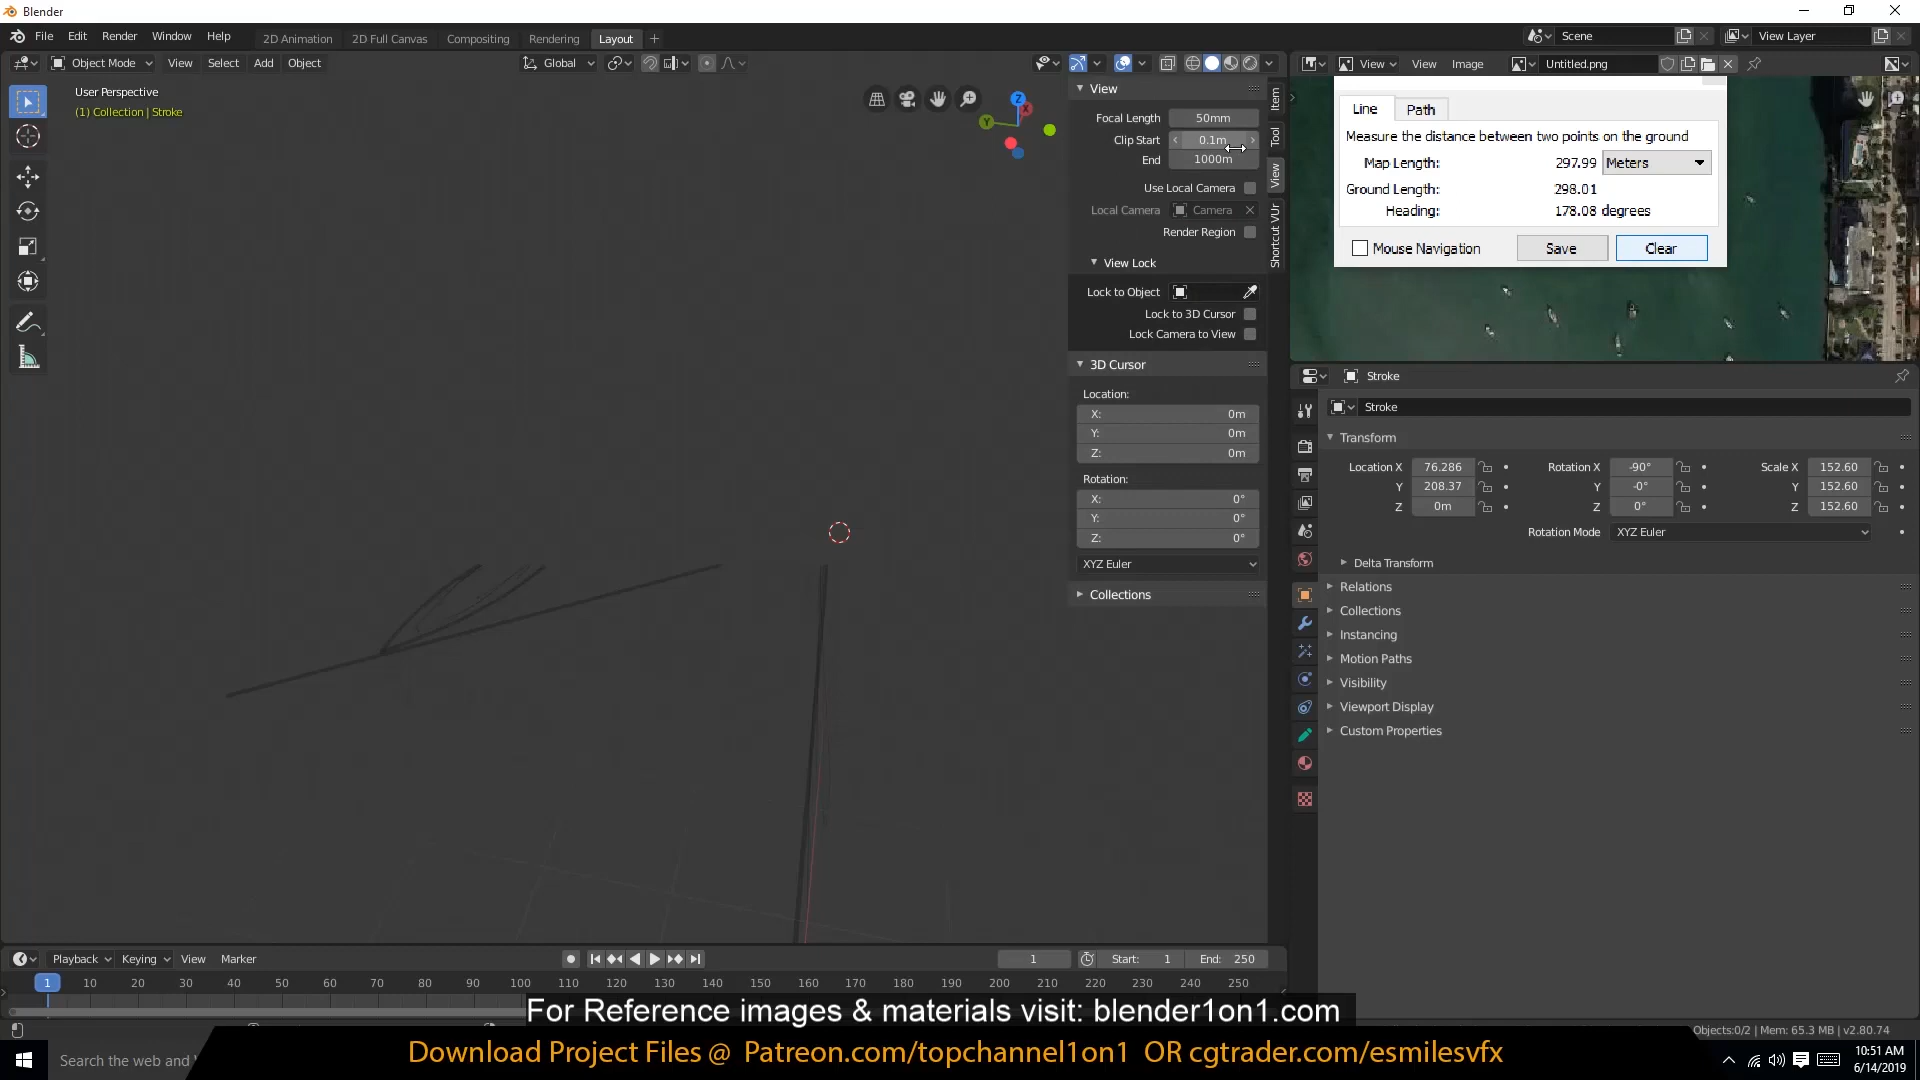 Blender
File Edit Render Window Help
2D Animation 2D Full Canvas Compositing Rendering Layout
Scene
View Layer
Object Mode View Select Add Object
Global
View View Image
Untitled.png
User Perspective
(1) Collection | Stroke
X
Y
Z
View
Focal Length 50mm
Clip Start 0.1m
End 1000m
Use Local Camera
Local Camera Camera
Render Region
View Lock
Lock to Object
Lock to 3D Cursor
Lock Camera to View
3D Cursor
Location:
X: 0m
Y: 0m
Z: 0m
Rotation:
X: 0°
Y: 0°
Z: 0°
XYZ Euler
Collections
Item
Tool
View
Shortcut VUr
Line Path
Measure the distance between two points on the ground
Map Length: 297.99 Meters
Ground Length: 298.01
Heading: 178.08 degrees
Mouse Navigation Save Clear
Stroke
Stroke
Transform
Location X 76.286 Rotation X -90° Scale X 152.60
Y 208.37 Y -0° Y 152.60
Z 0m Z 0° Z 152.60
Rotation Mode XYZ Euler
Delta Transform
Relations
Collections
Instancing
Motion Paths
Visibility
Viewport Display
Custom Properties
Playback Keying View Marker
1 Start: 1 End: 250
1 10 20 30 40 50 60 70 80 90 100 110 120 130 140 150 160 170 180 190 200 210 220 230 240 250
For Reference images & materials visit: blender1on1.com
Objects:0/2 | Mem: 65.3 MB | v2.80.74
Search the web and
Download Project Files @ Patreon.com/topchannel1on1 OR cgtrader.com/esmilesvfx
10:51 AM
6/14/2019